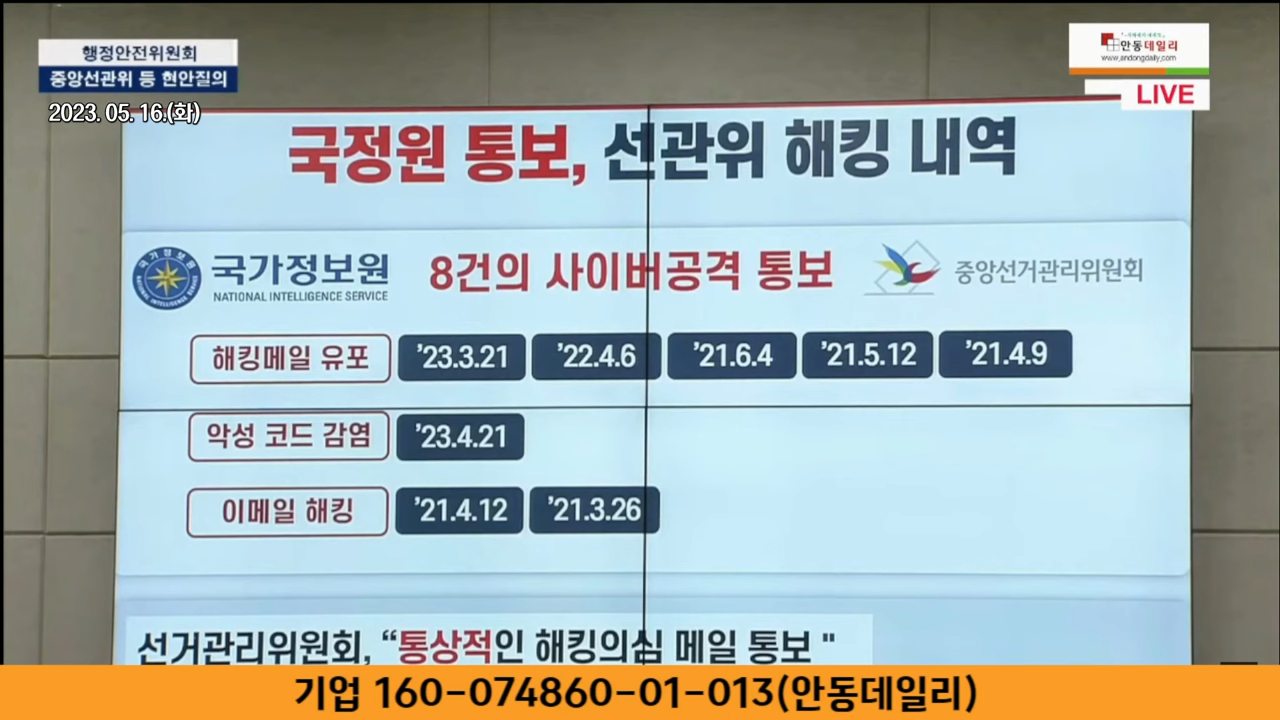 행정안전위원회
중앙선관위 등 현안질의
2023. 05. 16.(화)
안동데일리
www.andongdaily.com
LIVE
국정원 통보, 선관위 해킹 내역
국가정보원
NATIONAL INTELLIGENCE SERVICE
8건의 사이버공격 통보
중앙선거관리위원회
해킹메일 유포 ’23.3.21 ’22.4.6 ’21.6.4 ’21.5.12 ’21.4.9
악성 코드 감염 ’23.4.21
이메일 해킹 ’21.4.12 ’21.3.26
선거관리위원회, “통상적인 해킹의심 메일 통보 "
기업 160-074860-01-013(안동데일리)